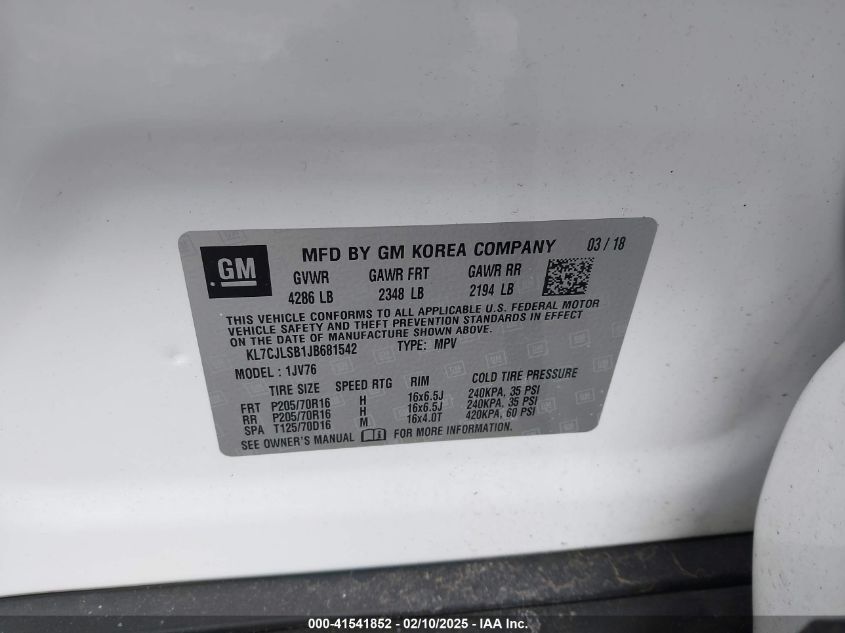 GM
MFD BY GM KOREA COMPANY 03 / 18
GVWR GAWR FRT GAWR RR
4286 LB 2348 LB 2194 LB
THIS VEHICLE CONFORMS TO ALL APPLICABLE U.S. FEDERAL MOTOR
VEHICLE SAFETY AND THEFT PREVENTION STANDARDS IN EFFECT
ON THE DATE OF MANUFACTURE SHOWN ABOVE.
KL7CJLSB1JB681542 TYPE: MPV
MODEL : 1JV76
TIRE SIZE SPEED RTG RIM COLD TIRE PRESSURE
FRT P205/70R16 H 16x6.5J 240KPA, 35 PSI
RR P205/70R16 H 16x6.5J 240KPA, 35 PSI
SPA T125/70D16 M 16x4.0T 420KPA, 60 PSI
SEE OWNER'S MANUAL FOR MORE INFORMATION.
000-41541852 - 02/10/2025 - IAA Inc.